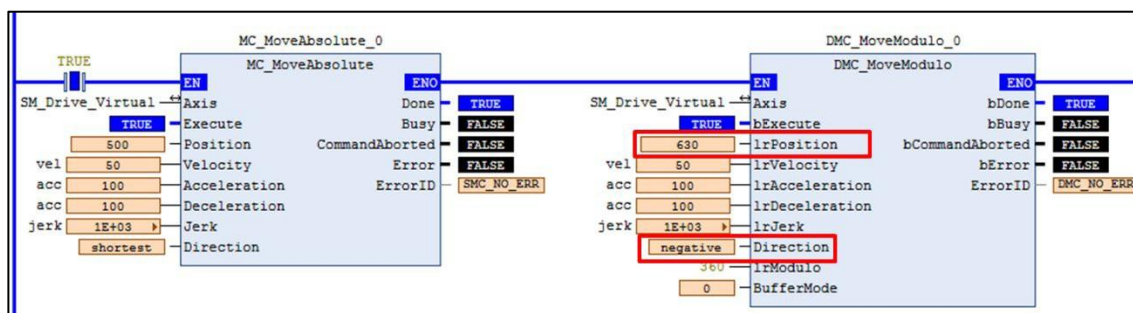 MC_MoveAbsolute_0
DMC_MoveModulo_0
TRUE
MC_MoveAbsolute
DMC_MoveModulo
EN
ENO
EN
ENO
SM_Drive_Virtual
Axis
Done
TRUE
SM_Drive_Virtual
Axis
bDone
TRUE
TRUE
Execute
Busy
FALSE
TRUE
bExecute
bBusy
FALSE
500
Position
CommandAborted
FALSE
630
lrPosition
bCommandAborted
FALSE
vel
50
Velocity
Error
FALSE
vel
50
lrVelocity
bError
FALSE
acc
100
Acceleration
ErrorID
SMC_NO_ERR
acc
100
lrAcceleration
ErrorID
DMC_NO_ERR
acc
100
Deceleration
acc
100
lrDeceleration
jerk
1E+03
Jerk
jerk
1E+03
lrJerk
shortest
Direction
negative
Direction
360
lrModulo
0
BufferMode